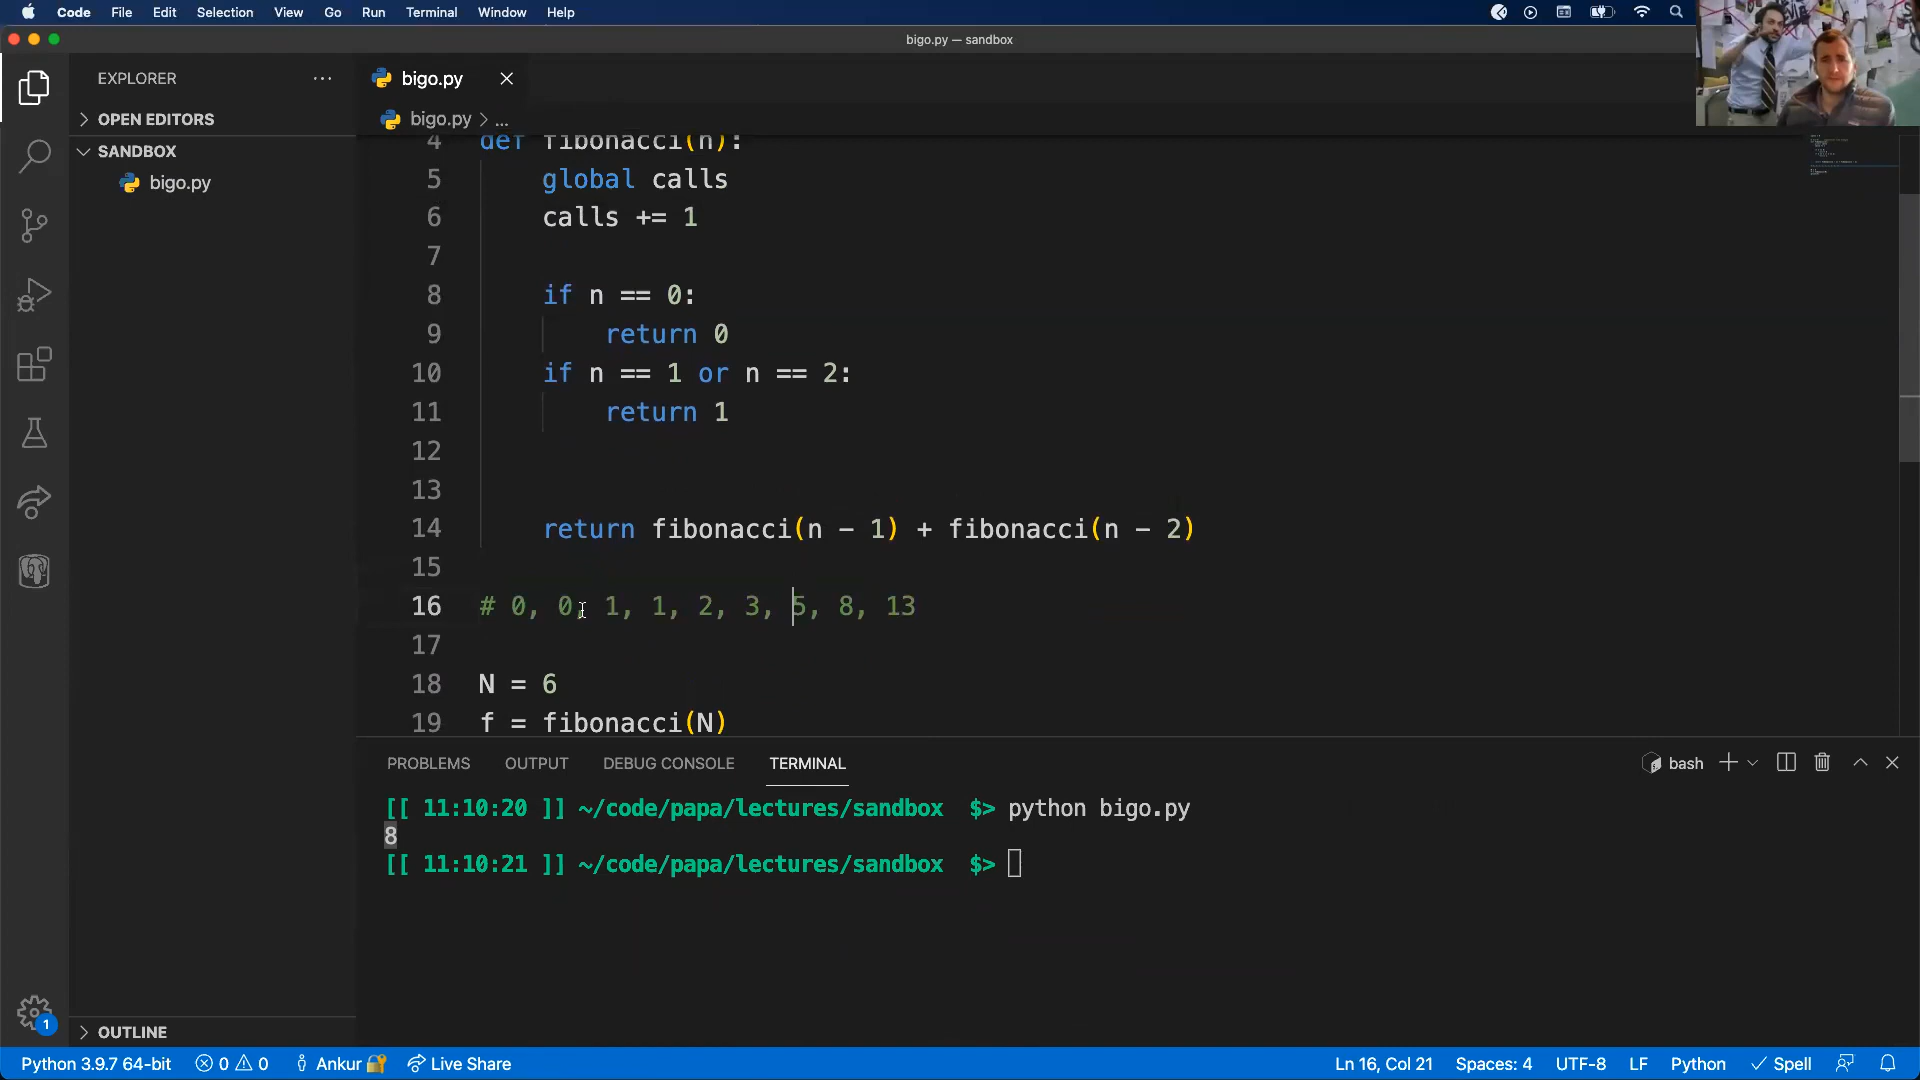 Code File Edit Selection View Go Run Terminal Window Help
bigo.py — sandbox
EXPLORER
OPEN EDITORS
SANDBOX
bigo.py
bigo.py
bigo.py > ...
4 def fibonacci(n):
5 global calls
6 calls += 1
7
8 if n == 0:
9 return 0
10 if n == 1 or n == 2:
11 return 1
12
13
14 return fibonacci(n - 1) + fibonacci(n - 2)
15
16 # 0, 0, 1, 1, 2, 3, 5, 8, 13
17
18 N = 6
19 f = fibonacci(N)
PROBLEMS OUTPUT DEBUG CONSOLE TERMINAL
bash
[[ 11:10:20 ]] ~/code/papa/lectures/sandbox $> python bigo.py
8
[[ 11:10:21 ]] ~/code/papa/lectures/sandbox $>
1
OUTLINE
Python 3.9.7 64-bit 0 0 Ankur Live Share Ln 16, Col 21 Spaces: 4 UTF-8 LF Python Spell